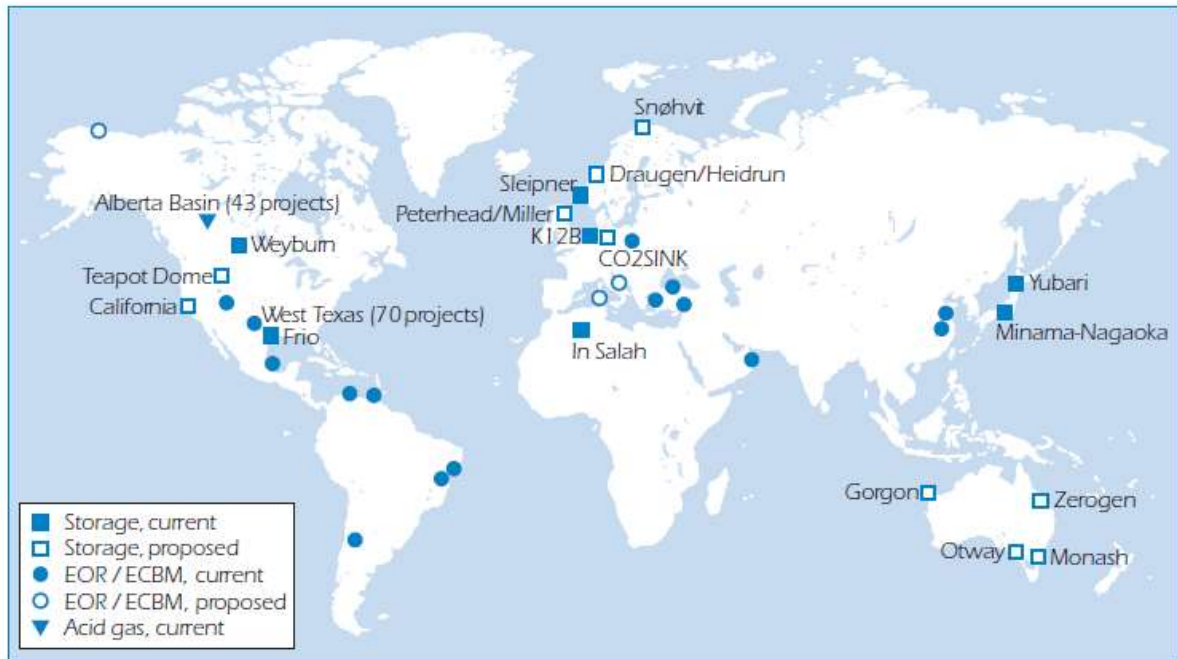 Snøhvit
Draugen/Heidrun
Sleipner
Alberta Basin (43 projects)
Peterhead/Miller
K12B
Weyburn
CO2SINK
Teapot Dome
Yubari
California
West Texas (70 projects)
Minama-Nagaoka
Frio
In Salah
Gorgon
Zerogen
Otway
Monash
Storage, current
Storage, proposed
EOR / ECBM, current
EOR / ECBM, proposed
Acid gas, current